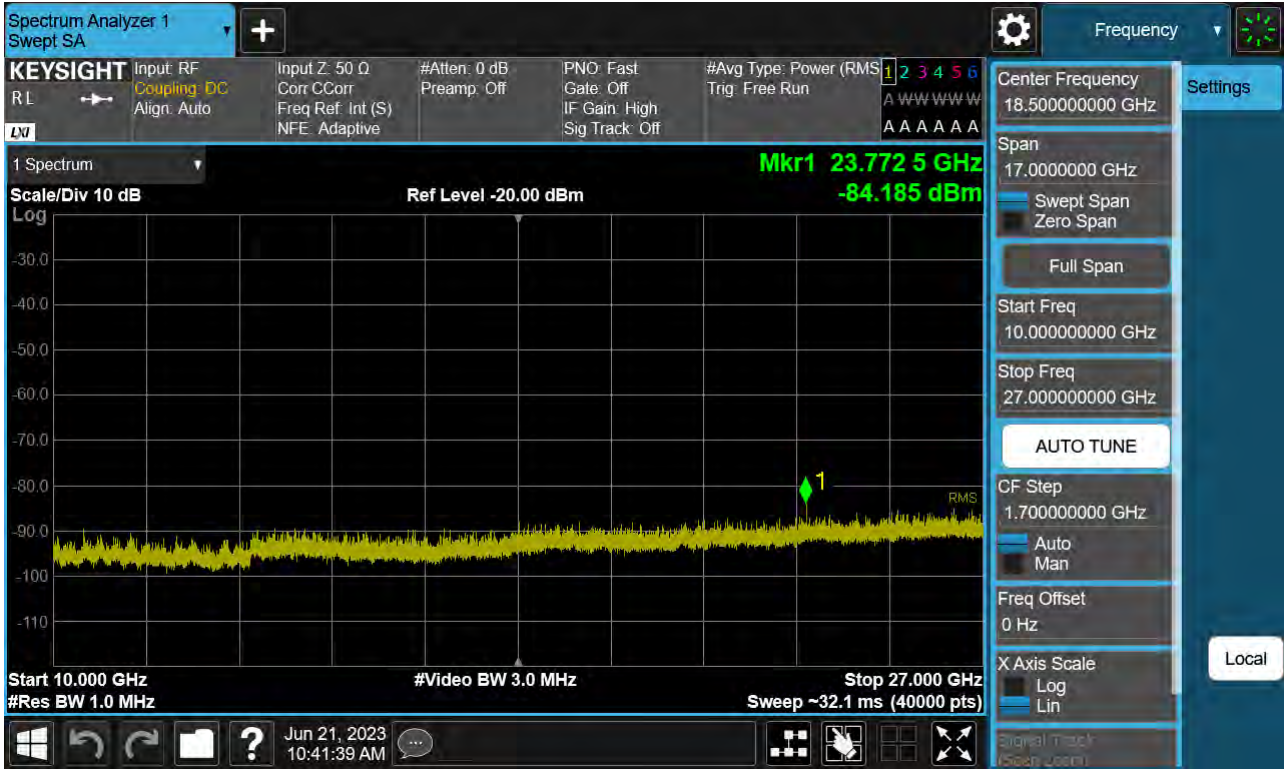 Spectrum Analyzer 1
Swept SA
Frequency
KEYSIGHT
R L
LXI
Input: RF
Coupling: DC
Align: Auto
Input Z: 50 Ω
Corr CCorr
Freq Ref: Int (S)
NFE: Adaptive
#Atten: 0 dB
Preamp: Off
PNO: Fast
Gate: Off
IF Gain: High
Sig Track: Off
#Avg Type: Power (RMS
Trig: Free Run
1 2 3 4 5 6
A W W W W W
A A A A A A
1 Spectrum
Scale/Div 10 dB
Ref Level -20.00 dBm
Mkr1 23.772 5 GHz
-84.185 dBm
Log
-30.0
-40.0
-50.0
-60.0
-70.0
-80.0
-90.0
-100
-110
1
RMS
Start 10.000 GHz
#Video BW 3.0 MHz
Stop 27.000 GHz
#Res BW 1.0 MHz
Sweep ~32.1 ms (40000 pts)
Jun 21, 2023
10:41:39 AM
Center Frequency
18.500000000 GHz
Span
17.0000000 GHz
Swept Span
Zero Span
Full Span
Start Freq
10.000000000 GHz
Stop Freq
27.000000000 GHz
AUTO TUNE
CF Step
1.700000000 GHz
Auto
Man
Freq Offset
0 Hz
X Axis Scale
Log
Lin
Signal Track
(Span Zoom)
Settings
Local